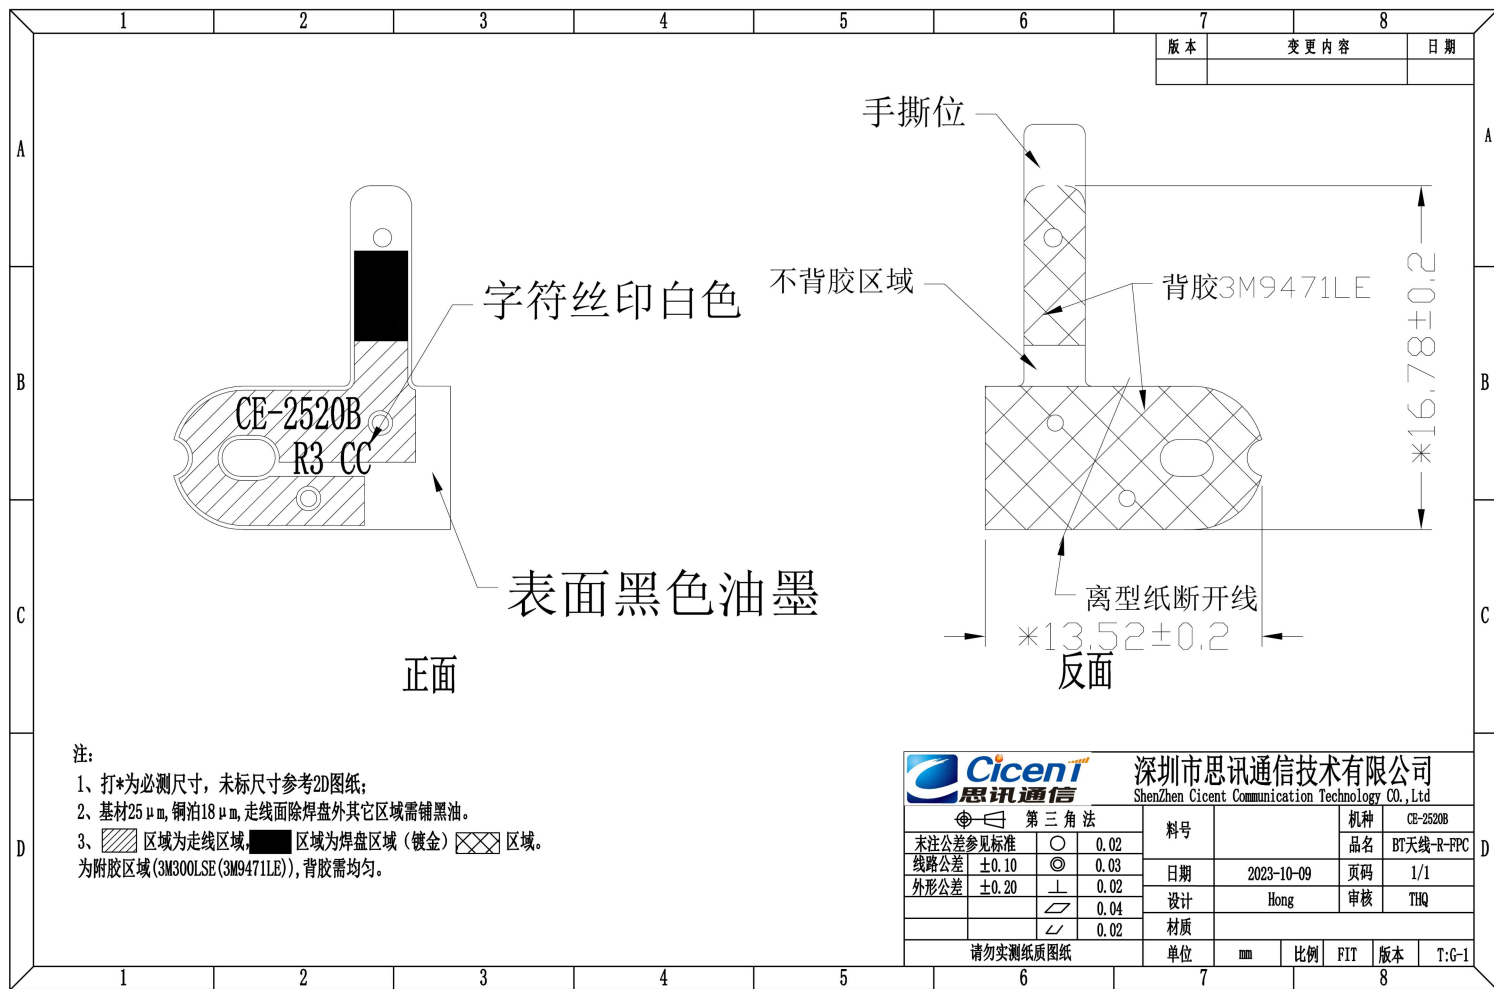 1 2 3 4 5 6 7 8
版本 变更内容 日期
A A
手撕位
不背胶区域
背胶3M9471LE
字符丝印白色
*16.78±0.2
B B
CE-2520B
R3 CC
表面黑色油墨
离型纸断开线
*13.52±0.2
C C
正面
反面
注:
1、打*为必测尺寸，未标尺寸参考2D图纸;
2、基材25μm,铜泊18μm,走线面除焊盘外其它区域需铺黑油。
3、 区域为走线区域, 区域为焊盘区域（镀金） 区域。
为附胶区域(3M300LSE(3M9471LE)),背胶需均匀。
D D
Cicent
思讯通信
深圳市思讯通信技术有限公司
ShenZhen Cicent Communication Technology CO.,Ltd
第三角法
未注公差参见标准 0.02
线路公差 ±0.10 0.03
外形公差 ±0.20 0.02
0.04
0.02
请勿实测纸质图纸
料号 机种 CE-2520B
品名 BT天线-R-FPC
日期 2023-10-09 页码 1/1
设计 Hong 审核 THQ
材质
单位 mm 比例 FIT 版本 T:G-1
1 2 3 4 5 6 7 8